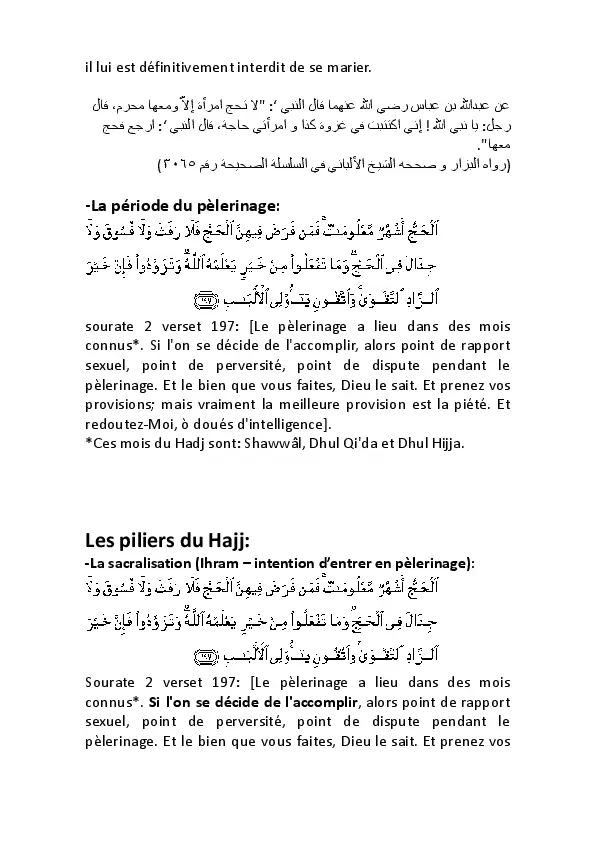 il lui est définitivement interdit de se marier.
عن عبدالله بن عباس رضي الله عنهما قال النبي ‘: "لا تحج امرأة إلاّ ومعها محرم، قال
رجل: يا نبي الله ! إني اكتتبت في غزوة كذا و امرأتي حاجة، قال النبي ‘: ارجع فحج
معها".
(رواه البزار و صححه الشيخ الألباني في السلسلة الصحيحة رقم ٣٠٦٥)
-La période du pèlerinage:
ٱلْحَجُّ أَشْهُرٌ مَّعْلُومَـٰتٌ ۚ فَمَن فَرَضَ فِيهِنَّ ٱلْحَجَّ فَلَا رَفَثَ وَلَا فُسُوقَ وَلَا
جِدَالَ فِى ٱلْحَجِّ ۗ وَمَا تَفْعَلُوا۟ مِنْ خَيْرٍ يَعْلَمْهُ ٱللَّهُ ۗ وَتَزَوَّدُوا۟ فَإِنَّ خَيْرَ
ٱلزَّادِ ٱلتَّقْوَىٰ ۚ وَٱتَّقُونِ يَـٰٓأُو۟لِى ٱلْأَلْبَـٰبِ ﴿١٩٧﴾
sourate 2 verset 197: [Le pèlerinage a lieu dans des mois
connus*. Si l'on se décide de l'accomplir, alors point de rapport
sexuel, point de perversité, point de dispute pendant le
pèlerinage. Et le bien que vous faites, Dieu le sait. Et prenez vos
provisions; mais vraiment la meilleure provision est la piété. Et
redoutez-Moi, ò doués d'intelligence].
*Ces mois du Hadj sont: Shawwâl, Dhul Qi'da et Dhul Hijja.
Les piliers du Hajj:
-La sacralisation (Ihram – intention d’entrer en pèlerinage):
ٱلْحَجُّ أَشْهُرٌ مَّعْلُومَـٰتٌ ۚ فَمَن فَرَضَ فِيهِنَّ ٱلْحَجَّ فَلَا رَفَثَ وَلَا فُسُوقَ وَلَا
جِدَالَ فِى ٱلْحَجِّ ۗ وَمَا تَفْعَلُوا۟ مِنْ خَيْرٍ يَعْلَمْهُ ٱللَّهُ ۗ وَتَزَوَّدُوا۟ فَإِنَّ خَيْرَ
ٱلزَّادِ ٱلتَّقْوَىٰ ۚ وَٱتَّقُونِ يَـٰٓأُو۟لِى ٱلْأَلْبَـٰبِ ﴿١٩٧﴾
Sourate 2 verset 197: [Le pèlerinage a lieu dans des mois
connus*. Si l'on se décide de l'accomplir, alors point de rapport
sexuel, point de perversité, point de dispute pendant le
pèlerinage. Et le bien que vous faites, Dieu le sait. Et prenez vos